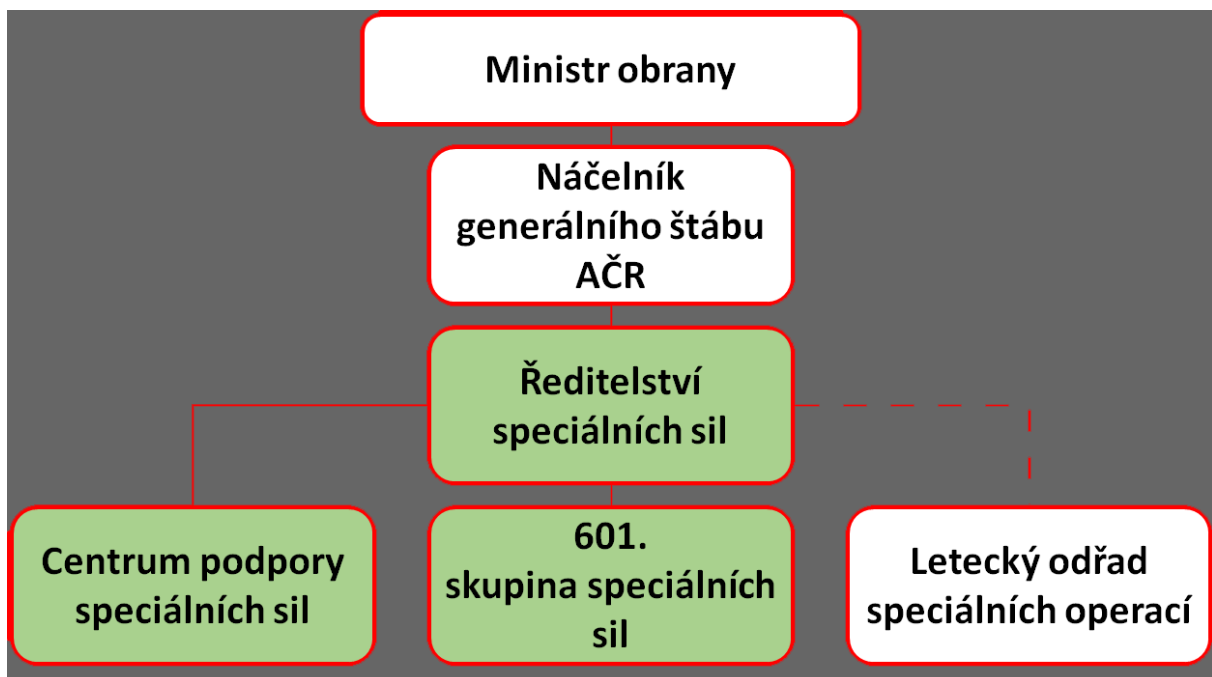 Ministr obrany
Náčelník
generálního štábu
AČR
Ředitelství
speciálních sil
Centrum podpory
speciálních sil
601.
skupina speciálních
sil
Letecký odřad
speciálních operací